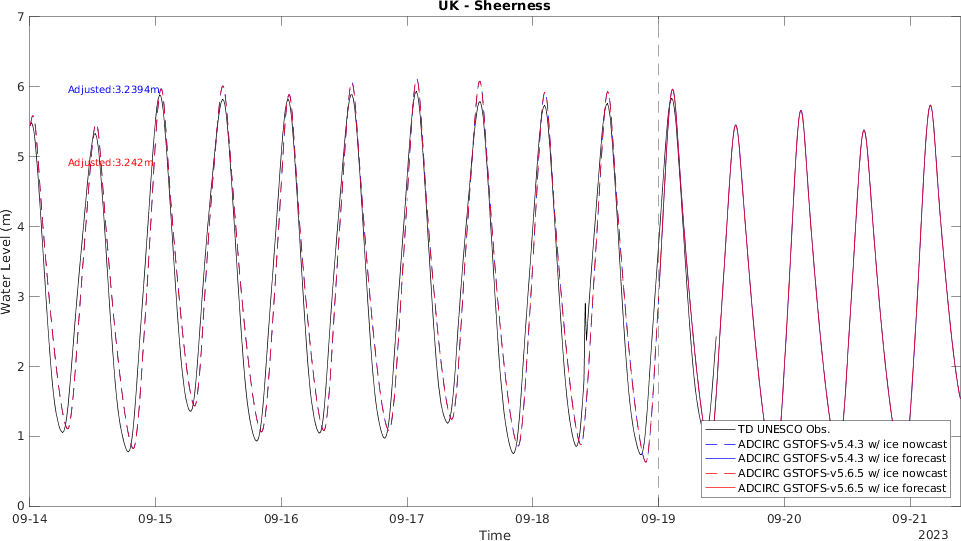 UK - Sheerness
7
6
5
4
3
2
1
0
Water Level (m)
Adjusted:3.2394m
Adjusted:3.242m
TD UNESCO Obs.
ADCIRC GSTOFS-v5.4.3 w/ ice nowcast
ADCIRC GSTOFS-v5.4.3 w/ ice forecast
ADCIRC GSTOFS-v5.6.5 w/ ice nowcast
ADCIRC GSTOFS-v5.6.5 w/ ice forecast
09-14 09-15 09-16 09-17 09-18 09-19 09-20 09-21
Time
2023